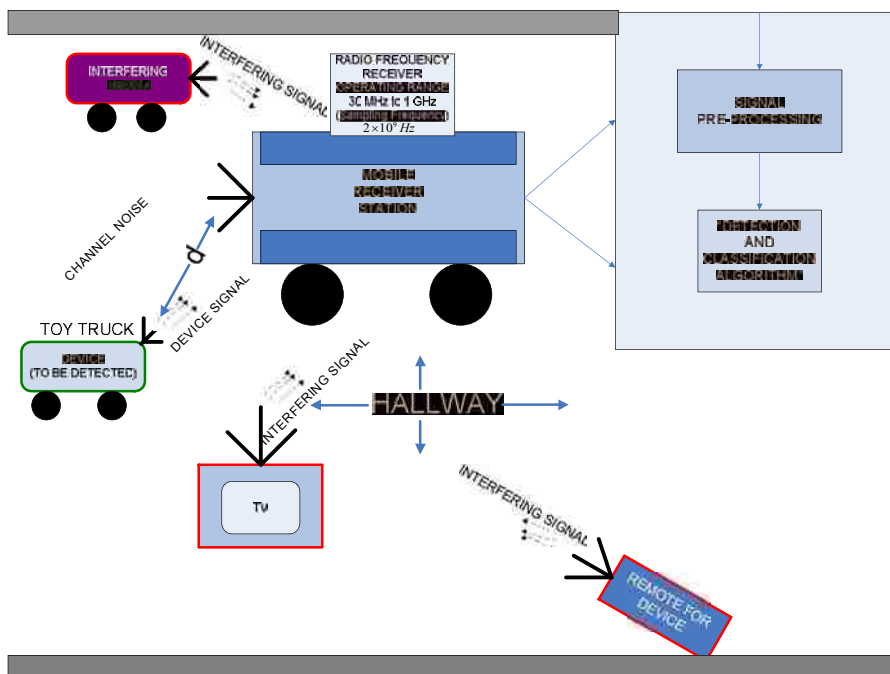 INTERFERING
INTERFERING SIGNAL
RADIO FREQUENCY
RECEIVER
OPERATING RANGE
30 MHz to 1 GHz
(Sampling Frequency)
2×10⁹ Hz
SIGNAL
PRE-PROCESSING
MOBILE
RECEIVER
STATION
"DETECTION
AND
CLASSIFICATION
ALGORITHM"
CHANNEL NOISE
d
DEVICE SIGNAL
TOY TRUCK
DEVICE
(TO BE DETECTED)
INTERFERING SIGNAL
HALLWAY
TV
INTERFERING SIGNAL
REMOTE FOR
DEVICE